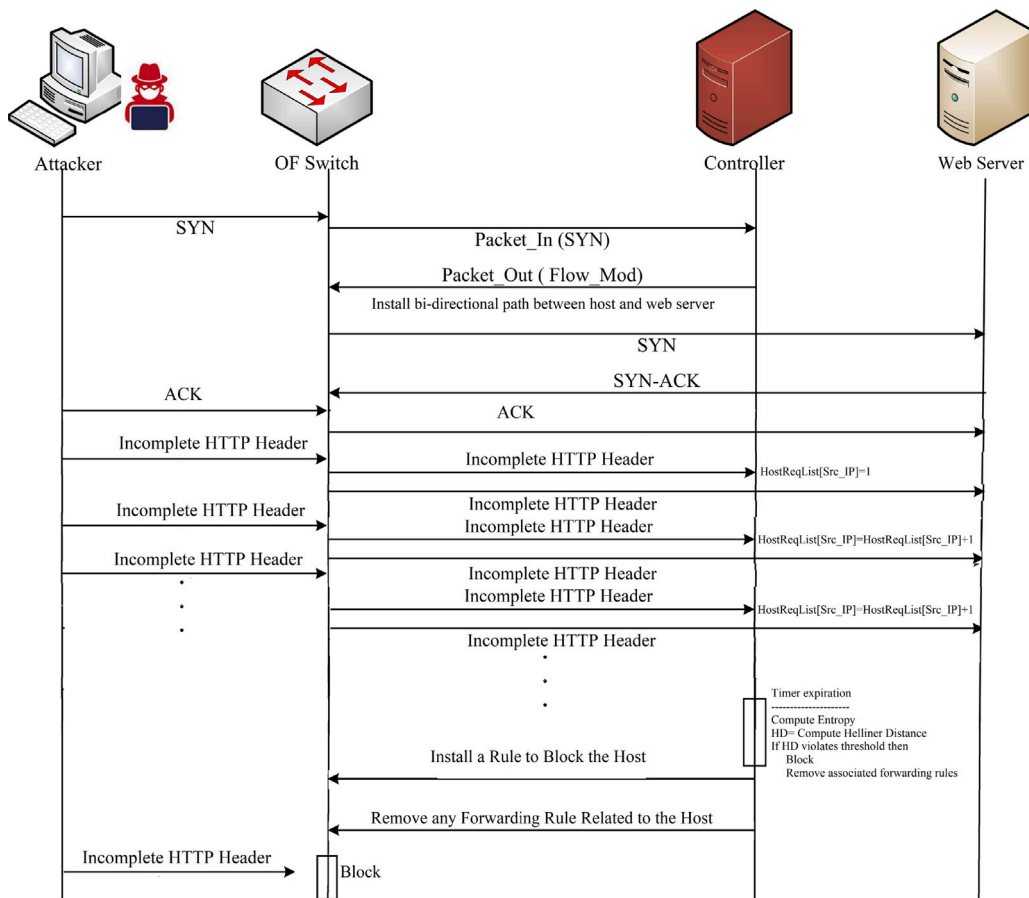 Attacker
OF Switch
Controller
Web Server
SYN
Packet_In (SYN)
Packet_Out ( Flow_Mod)
Install bi-directional path between host and web server
SYN
SYN-ACK
ACK
ACK
Incomplete HTTP Header
Incomplete HTTP Header
HostReqList[Src_IP]=1
Incomplete HTTP Header
Incomplete HTTP Header
Incomplete HTTP Header
HostReqList[Src_IP]=HostReqList[Src_IP]+1
Incomplete HTTP Header
Incomplete HTTP Header
Incomplete HTTP Header
HostReqList[Src_IP]=HostReqList[Src_IP]+1
Incomplete HTTP Header
Timer expiration
---------------------
Compute Entropy
HD= Compute Helliner Distance
If HD violates threshold then
Block
Remove associated forwarding rules
Install a Rule to Block the Host
Remove any Forwarding Rule Related to the Host
Incomplete HTTP Header
Block